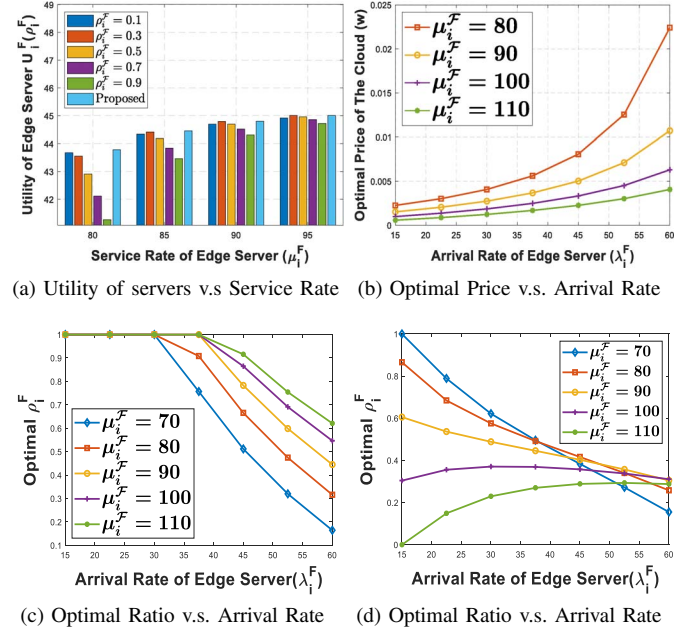 Utility of Edge Server U_i^F(ρ_i^F)
49
48
47
46
45
44
43
42
ρ_i^F = 0.1
ρ_i^F = 0.3
ρ_i^F = 0.5
ρ_i^F = 0.7
ρ_i^F = 0.9
Proposed
80 85 90 95
Service Rate of Edge Server (μ_i^F)
(a) Utility of servers v.s Service Rate
Optimal Price of The Cloud (w)
0.025
0.02
0.015
0.01
0.005
0
μ_i^F = 80
μ_i^F = 90
μ_i^F = 100
μ_i^F = 110
15 20 25 30 35 40 45 50 55 60
Arrival Rate of Edge Server (λ_i^F)
(b) Optimal Price v.s. Arrival Rate
Optimal ρ_i^F
1
0.9
0.8
0.7
0.6
0.5
0.4
0.3
0.2
0.1
μ_i^F = 70
μ_i^F = 80
μ_i^F = 90
μ_i^F = 100
μ_i^F = 110
15 20 25 30 35 40 45 50 55 60
Arrival Rate of Edge Server(λ_i^F)
(c) Optimal Ratio v.s. Arrival Rate
Optimal ρ_i^F
1
0.8
0.6
0.4
0.2
0
μ_i^F = 70
μ_i^F = 80
μ_i^F = 90
μ_i^F = 100
μ_i^F = 110
15 20 25 30 35 40 45 50 55 60
Arrival Rate of Edge Server(λ_i^F)
(d) Optimal Ratio v.s. Arrival Rate